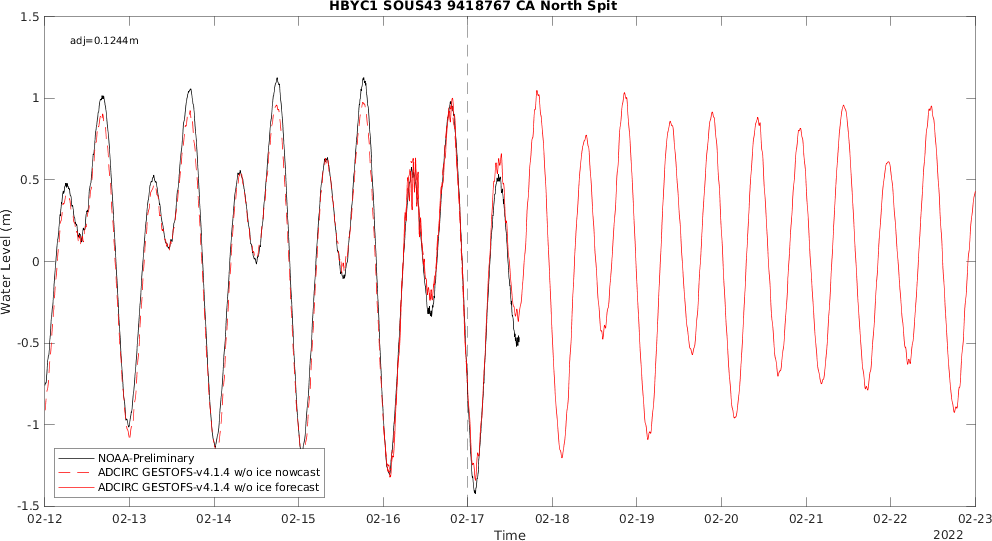 HBYC1 SOUS43 9418767 CA North Spit
adj=0.1244m
1.5
1
0.5
0
-0.5
-1
-1.5
Water Level (m)
NOAA-Preliminary
ADCIRC GESTOFS-v4.1.4 w/o ice nowcast
ADCIRC GESTOFS-v4.1.4 w/o ice forecast
02-12 02-13 02-14 02-15 02-16 02-17 02-18 02-19 02-20 02-21 02-22 02-23
Time
2022